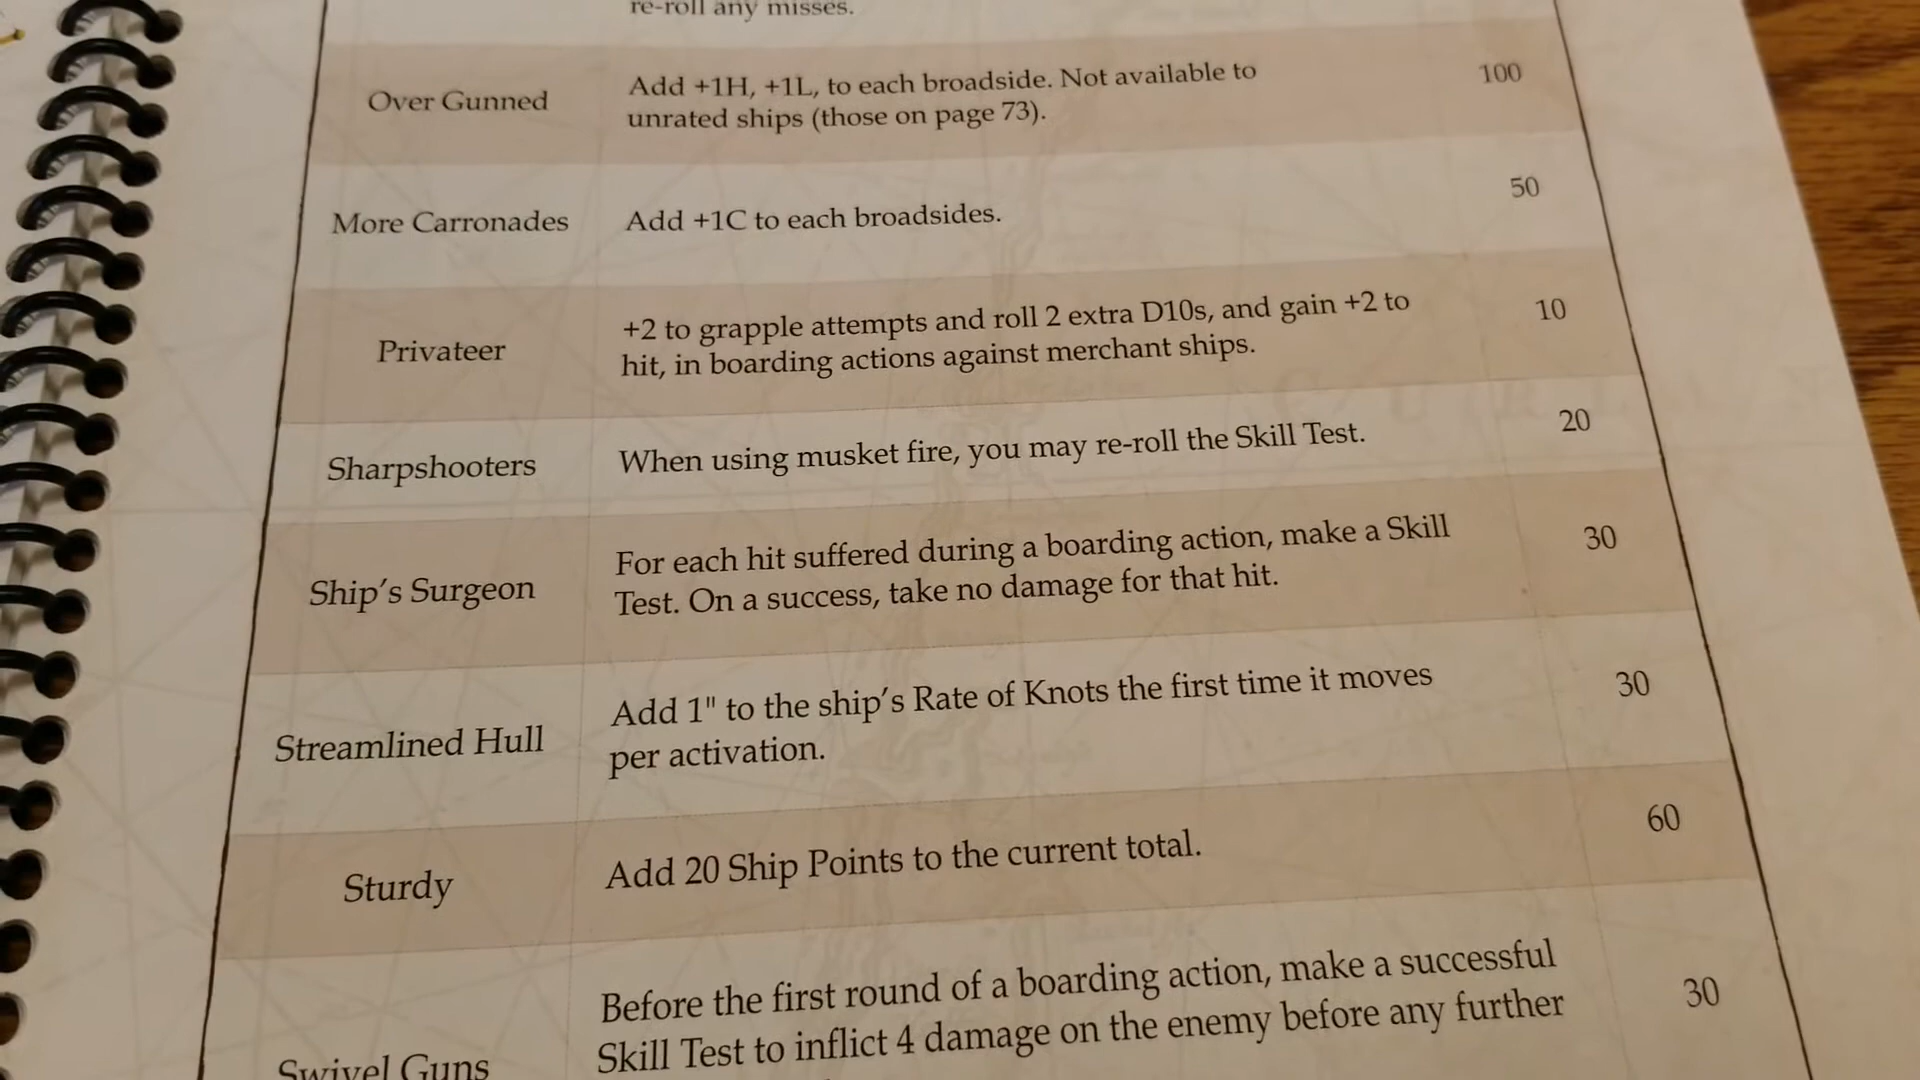 re-roll any misses.
Over Gunned
Add +1H, +1L, to each broadside. Not available to
unrated ships (those on page 73).
100
More Carronades
Add +1C to each broadsides.
50
Privateer
+2 to grapple attempts and roll 2 extra D10s, and gain +2 to
hit, in boarding actions against merchant ships.
10
Sharpshooters
When using musket fire, you may re-roll the Skill Test.
20
Ship's Surgeon
For each hit suffered during a boarding action, make a Skill
Test. On a success, take no damage for that hit.
30
Streamlined Hull
Add 1" to the ship's Rate of Knots the first time it moves
per activation.
30
Sturdy
Add 20 Ship Points to the current total.
60
Swivel Guns
Before the first round of a boarding action, make a successful
Skill Test to inflict 4 damage on the enemy before any further
30